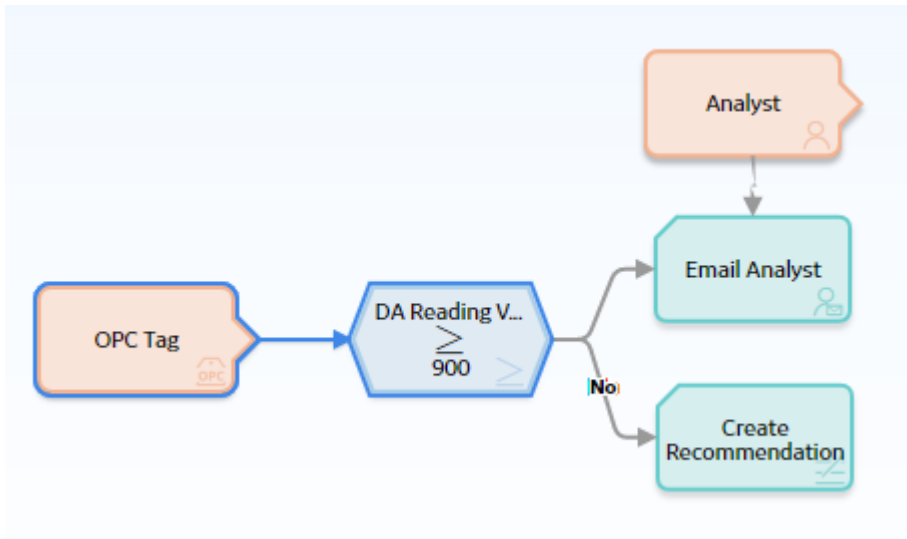 Analyst
Email Analyst
OPC Tag
OPC
DA Reading V...
≥
900
No
Create
Recommendation